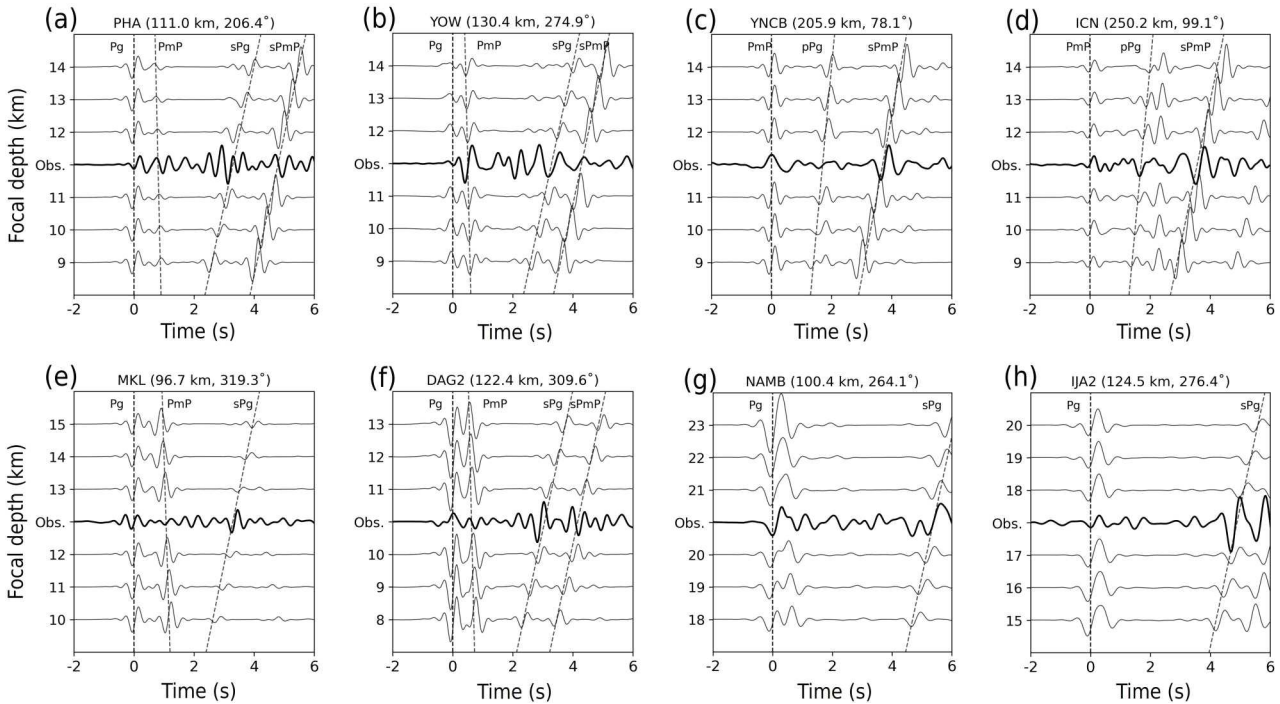 (a) PHA (111.0 km, 206.4°)
Pg PmP sPg sPmP
Focal depth (km)
14
13
12
Obs.
11
10
9
-2 0 2 4 6
Time (s)
(b) YOW (130.4 km, 274.9°)
Pg PmP sPg sPmP
14
13
12
Obs.
11
10
9
-2 0 2 4 6
Time (s)
(c) YNCB (205.9 km, 78.1°)
PmP pPg sPmP
14
13
12
Obs.
11
10
9
-2 0 2 4 6
Time (s)
(d) ICN (250.2 km, 99.1°)
PmP pPg sPmP
14
13
12
Obs.
11
10
9
-2 0 2 4 6
Time (s)
(e) MKL (96.7 km, 319.3°)
Pg PmP sPg
Focal depth (km)
15
14
13
Obs.
12
11
10
-2 0 2 4 6
Time (s)
(f) DAG2 (122.4 km, 309.6°)
Pg PmP sPg sPmP
13
12
11
Obs.
10
9
8
-2 0 2 4 6
Time (s)
(g) NAMB (100.4 km, 264.1°)
Pg sPg
23
22
21
Obs.
20
19
18
-2 0 2 4 6
Time (s)
(h) IJA2 (124.5 km, 276.4°)
Pg sPg
20
19
18
Obs.
17
16
15
-2 0 2 4 6
Time (s)